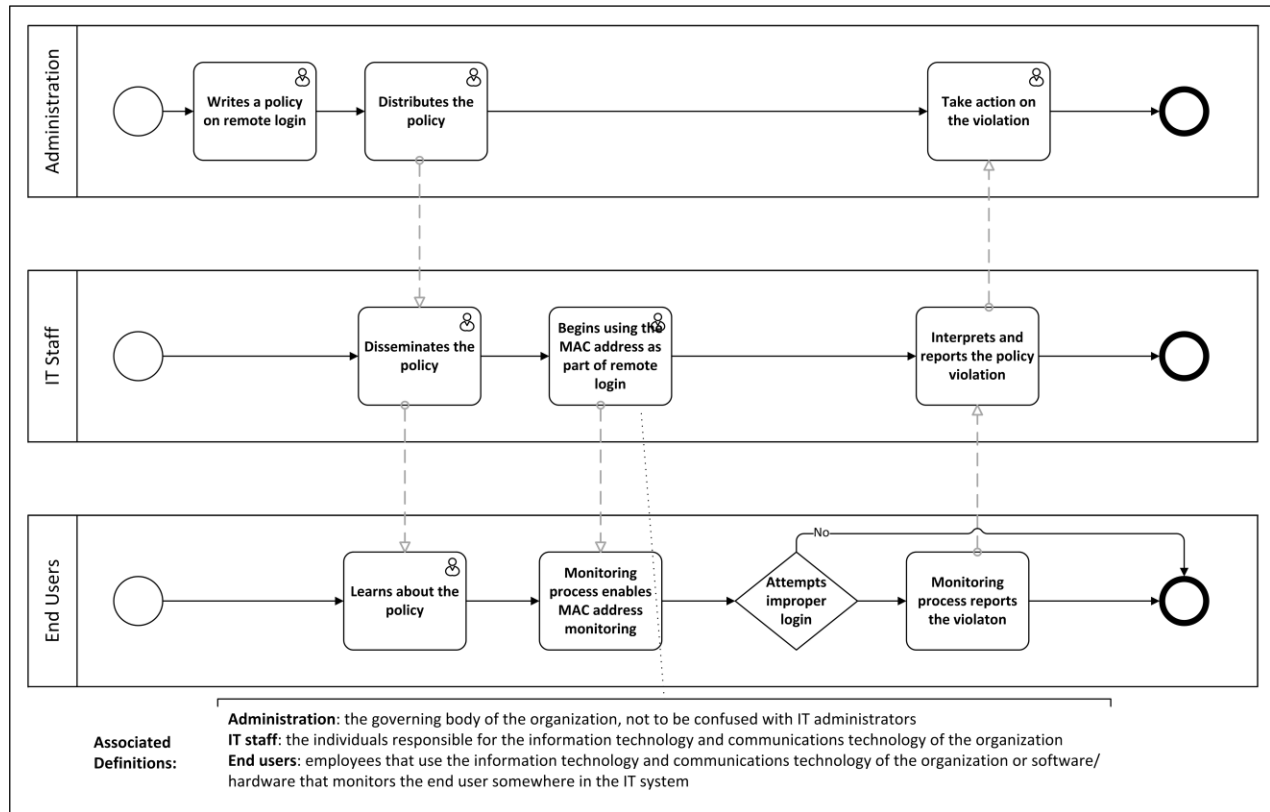 Administration
Writes a policy
on remote login
Distributes the
policy
Take action on
the violation
IT Staff
Disseminates the
policy
Begins using the
MAC address as
part of remote
login
Interprets and
reports the policy
violation
End Users
Learns about the
policy
Monitoring
process enables
MAC address
monitoring
Attempts
improper
login
No
Monitoring
process reports
the violaton
Associated
Definitions:
Administration: the governing body of the organization, not to be confused with IT administrators
IT staff: the individuals responsible for the information technology and communications technology of the organization
End users: employees that use the information technology and communications technology of the organization or software/
hardware that monitors the end user somewhere in the IT system